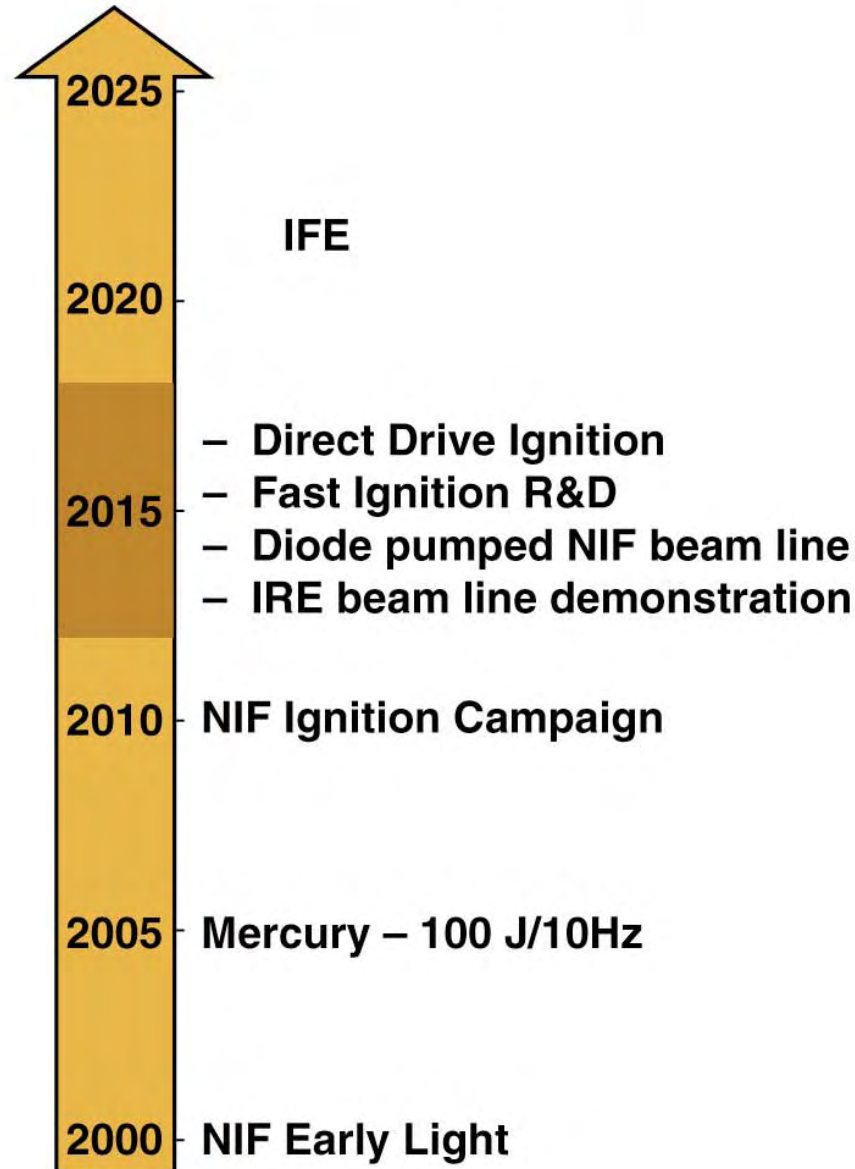 2025
IFE
2020
– Direct Drive Ignition
– Fast Ignition R&D
2015
– Diode pumped NIF beam line
– IRE beam line demonstration
2010 NIF Ignition Campaign
2005 Mercury – 100 J/10Hz
2000 NIF Early Light